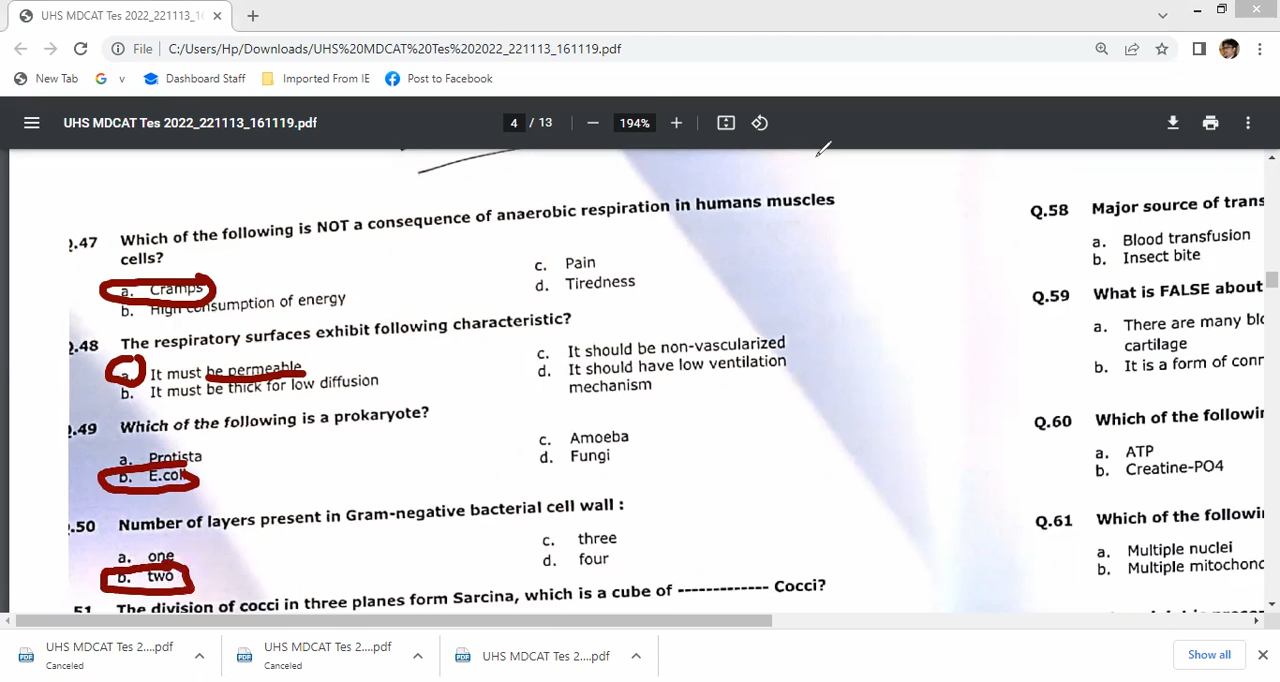 UHS MDCAT Tes 2022_221113_1
File C:/Users/Hp/Downloads/UHS%20MDCAT%20Tes%202022_221113_161119.pdf
New Tab G v Dashboard Staff Imported From IE Post to Facebook
UHS MDCAT Tes 2022_221113_161119.pdf 4 / 13 194%
Q.47 Which of the following is NOT a consequence of anaerobic respiration in humans muscles
cells?
a. Cramps
b. High consumption of energy
c. Pain
d. Tiredness
Q.48 The respiratory surfaces exhibit following characteristic?
a. It must be permeable
b. It must be thick for low diffusion
c. It should be non-vascularized
d. It should have low ventilation
mechanism
Q.49 Which of the following is a prokaryote?
a. Protista
b. E.coli
c. Amoeba
d. Fungi
Q.50 Number of layers present in Gram-negative bacterial cell wall :
a. one
b. two
c. three
d. four
51 The division of cocci in three planes form Sarcina, which is a cube of ------------- Cocci?
Q.58 Major source of trans
a. Blood transfusion
b. Insect bite
Q.59 What is FALSE about
a. There are many blo
cartilage
b. It is a form of conn
Q.60 Which of the followin
a. ATP
b. Creatine-PO4
Q.61 Which of the followin
a. Multiple nuclei
b. Multiple mitochond
UHS MDCAT Tes 2....pdf
Canceled
UHS MDCAT Tes 2....pdf
Canceled
UHS MDCAT Tes 2....pdf
Show all